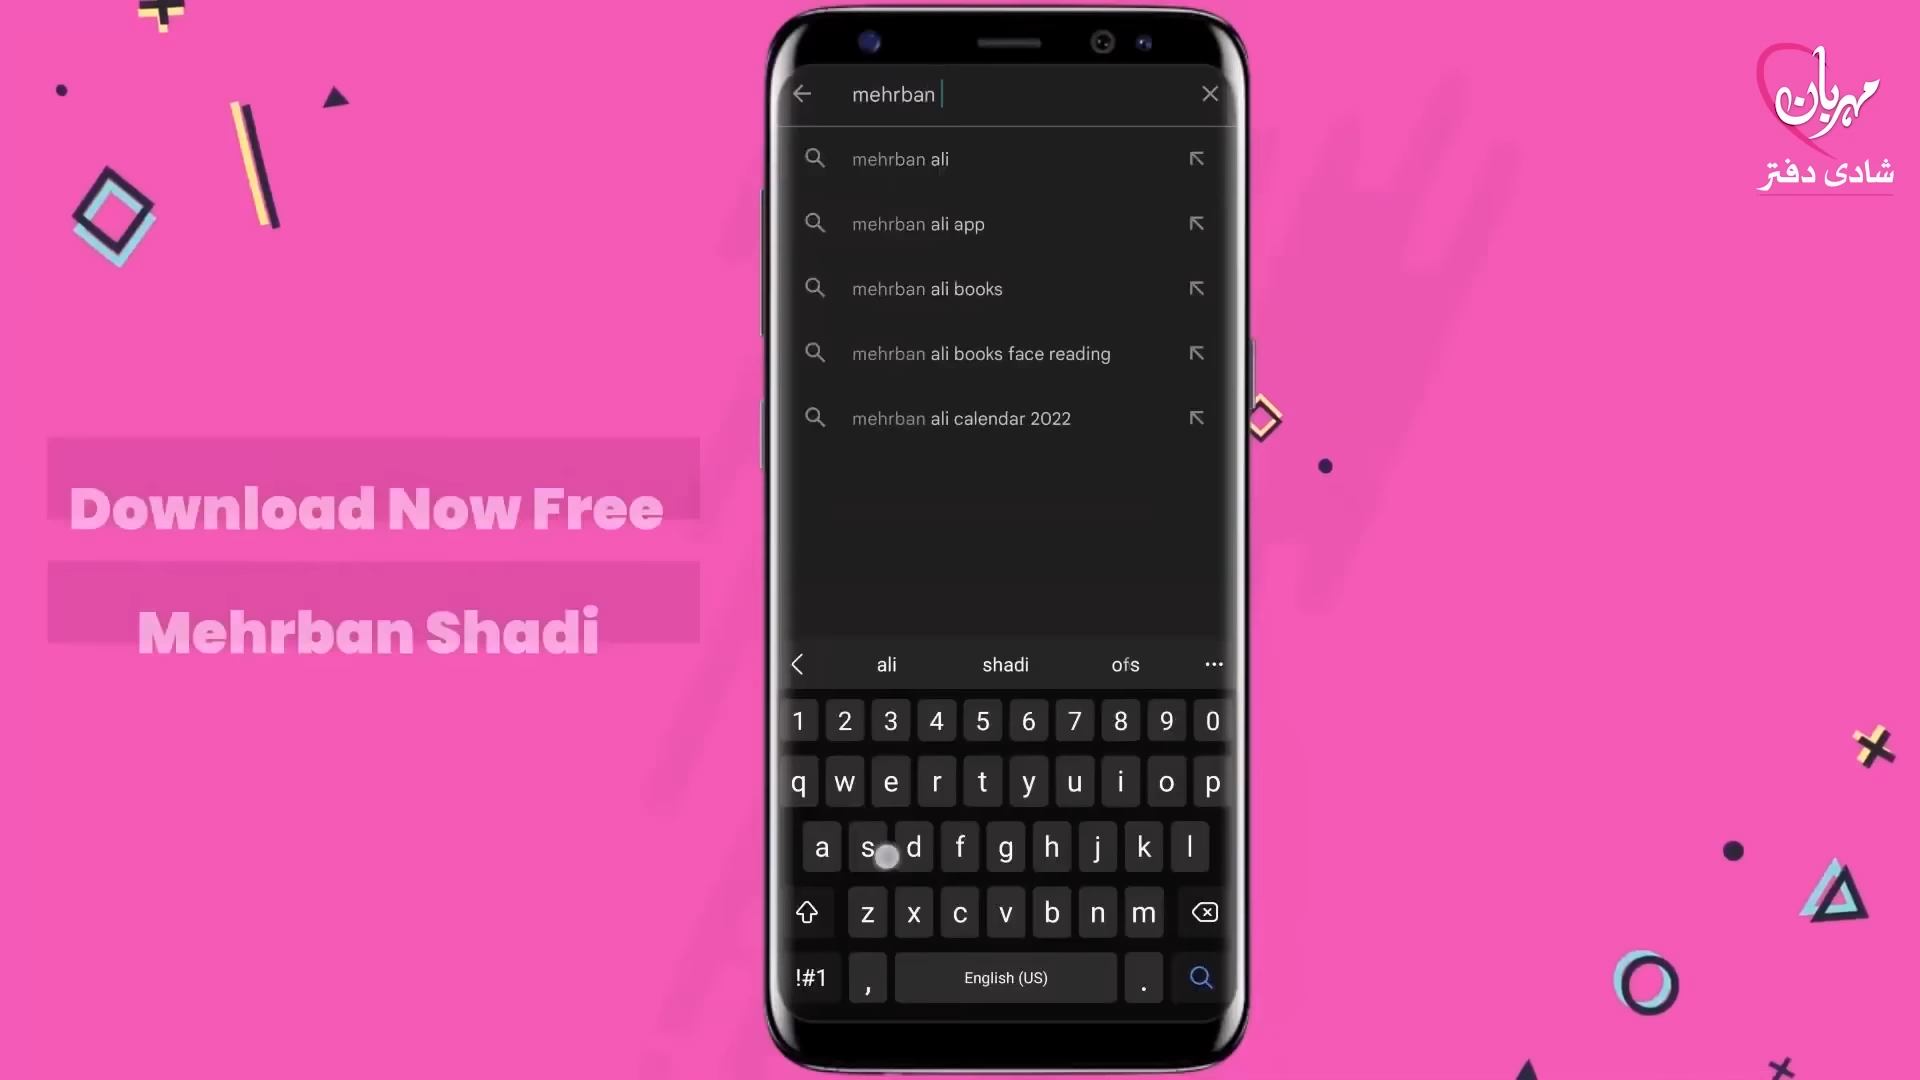 مہربان
شادی دفتر
mehrban
mehrban ali
mehrban ali app
mehrban ali books
mehrban ali books face reading
mehrban ali calendar 2022
Download Now Free
Mehrban Shadi
ali shadi ofs
1 2 3 4 5 6 7 8 9 0
q w e r t y u i o p
a s d f g h j k l
z x c v b n m
!#1 , English (US) .